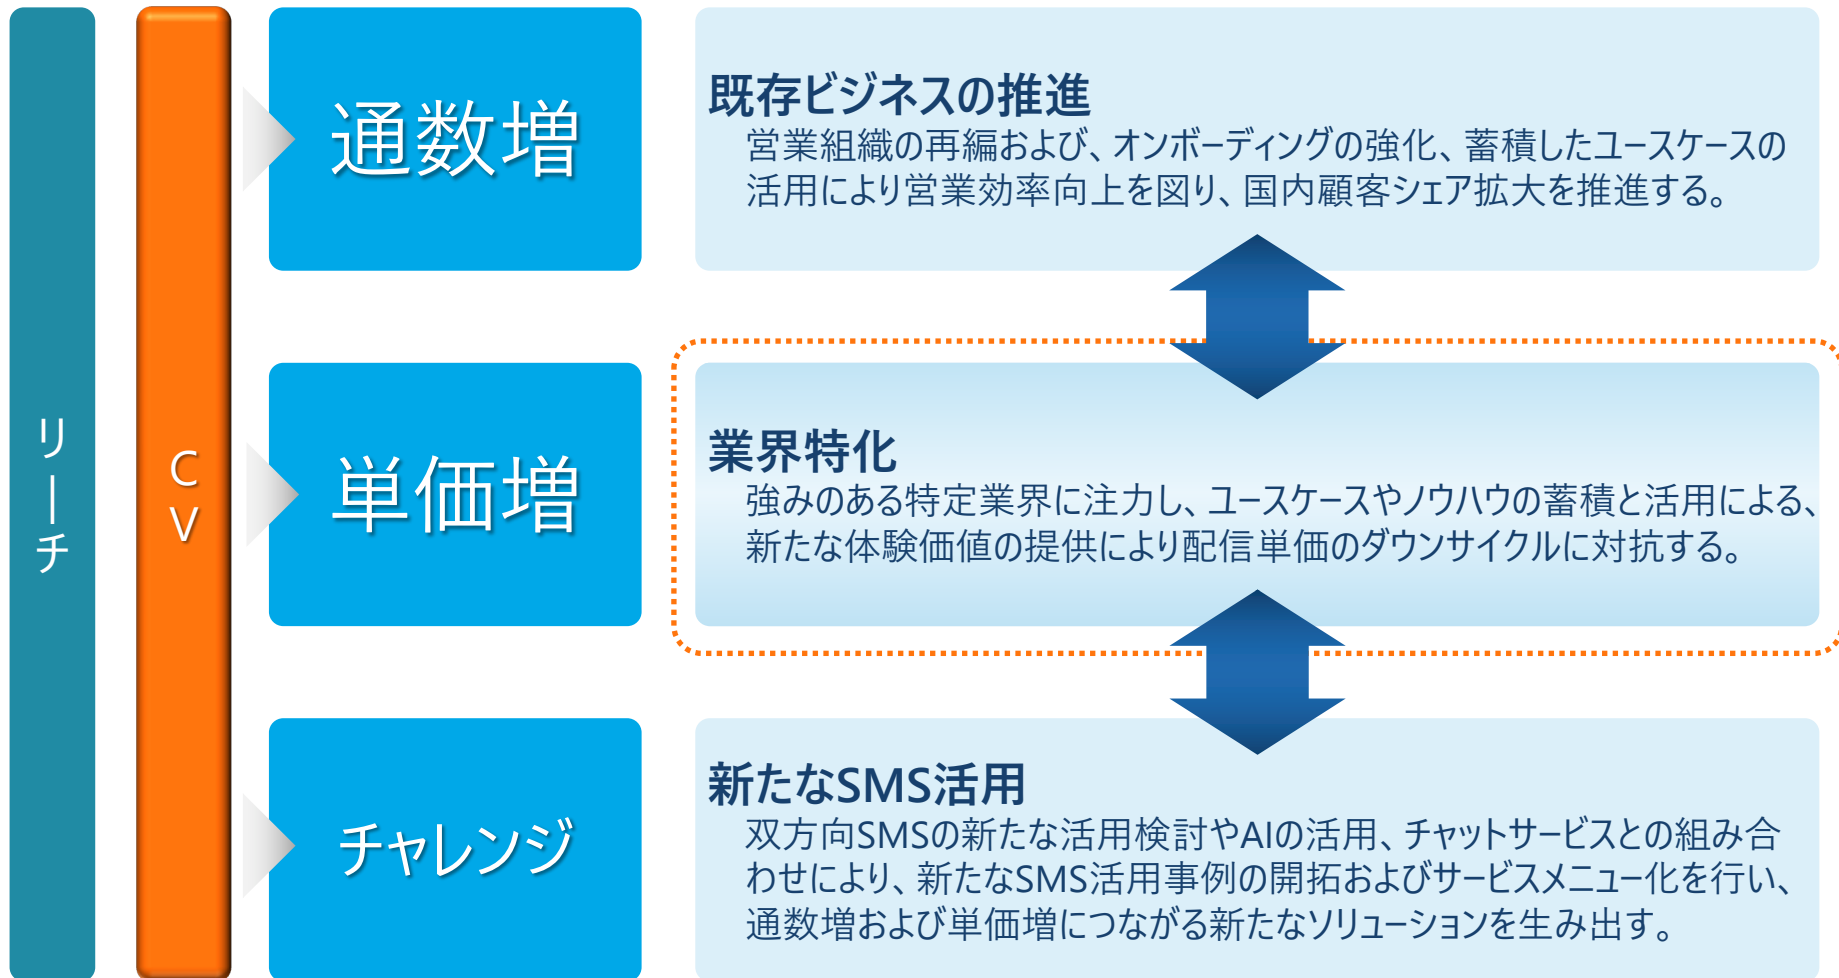 リーチ
CV
通数増
既存ビジネスの推進
営業組織の再編および、オンボーディングの強化、蓄積したユースケースの
活用により営業効率向上を図り、国内顧客シェア拡大を推進する。
単価増
業界特化
強みのある特定業界に注力し、ユースケースやノウハウの蓄積と活用による、
新たな体験価値の提供により配信単価のダウンサイクルに対抗する。
チャレンジ
新たなSMS活用
双方向SMSの新たな活用検討やAIの活用、チャットサービスとの組み合
わせにより、新たなSMS活用事例の開拓およびサービスメニュー化を行い、
通数増および単価増につながる新たなソリューションを生み出す。